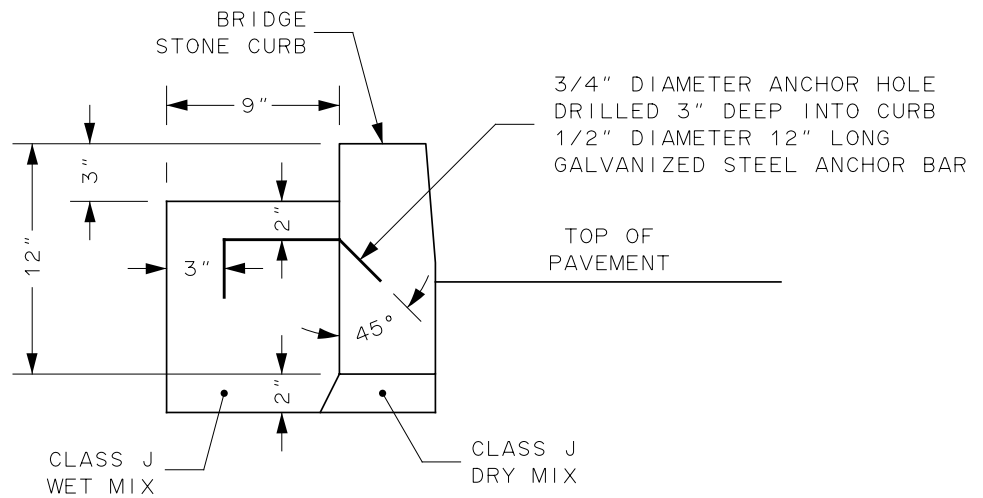 BRIDGE
STONE CURB
3/4" DIAMETER ANCHOR HOLE
DRILLED 3" DEEP INTO CURB
1/2" DIAMETER 12" LONG
GALVANIZED STEEL ANCHOR BAR
9"
3"
12"
2"
3"
TOP OF
PAVEMENT
45°
2"
CLASS J
WET MIX
CLASS J
DRY MIX